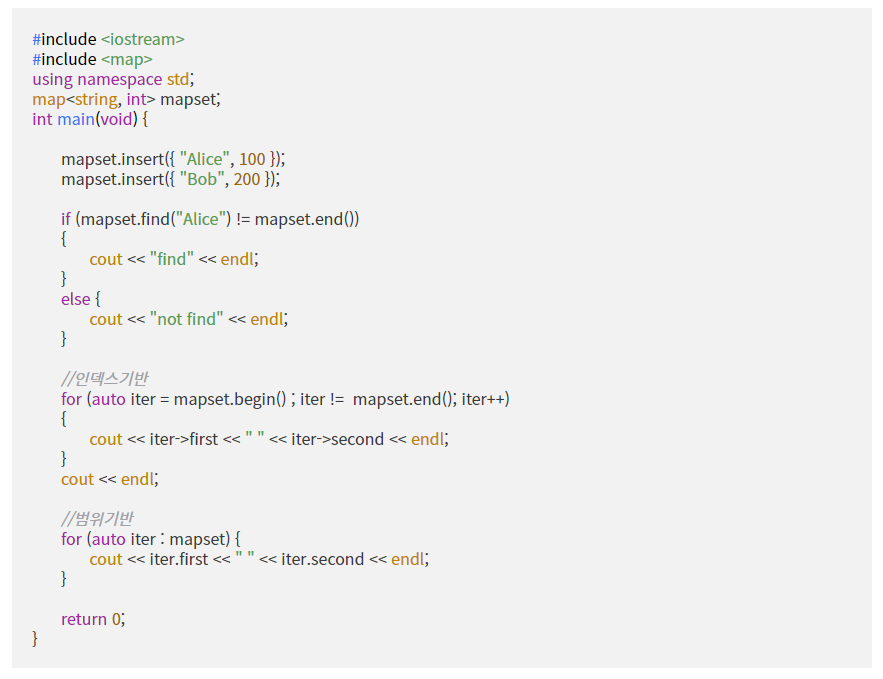 #include <iostream>
#include <map>
using namespace std;
map<string, int> mapset;
int main(void) {
mapset.insert({ "Alice", 100 });
mapset.insert({ "Bob", 200 });
if (mapset.find("Alice") != mapset.end())
{
cout << "find" << endl;
}
else {
cout << "not find" << endl;
}
//인덱스기반
for (auto iter = mapset.begin() ; iter !=  mapset.end(); iter++)
{
cout << iter->first << " " << iter->second << endl;
}
cout << endl;
//범위기반
for (auto iter : mapset) {
cout << iter.first << " " << iter.second << endl;
}
return 0;
}